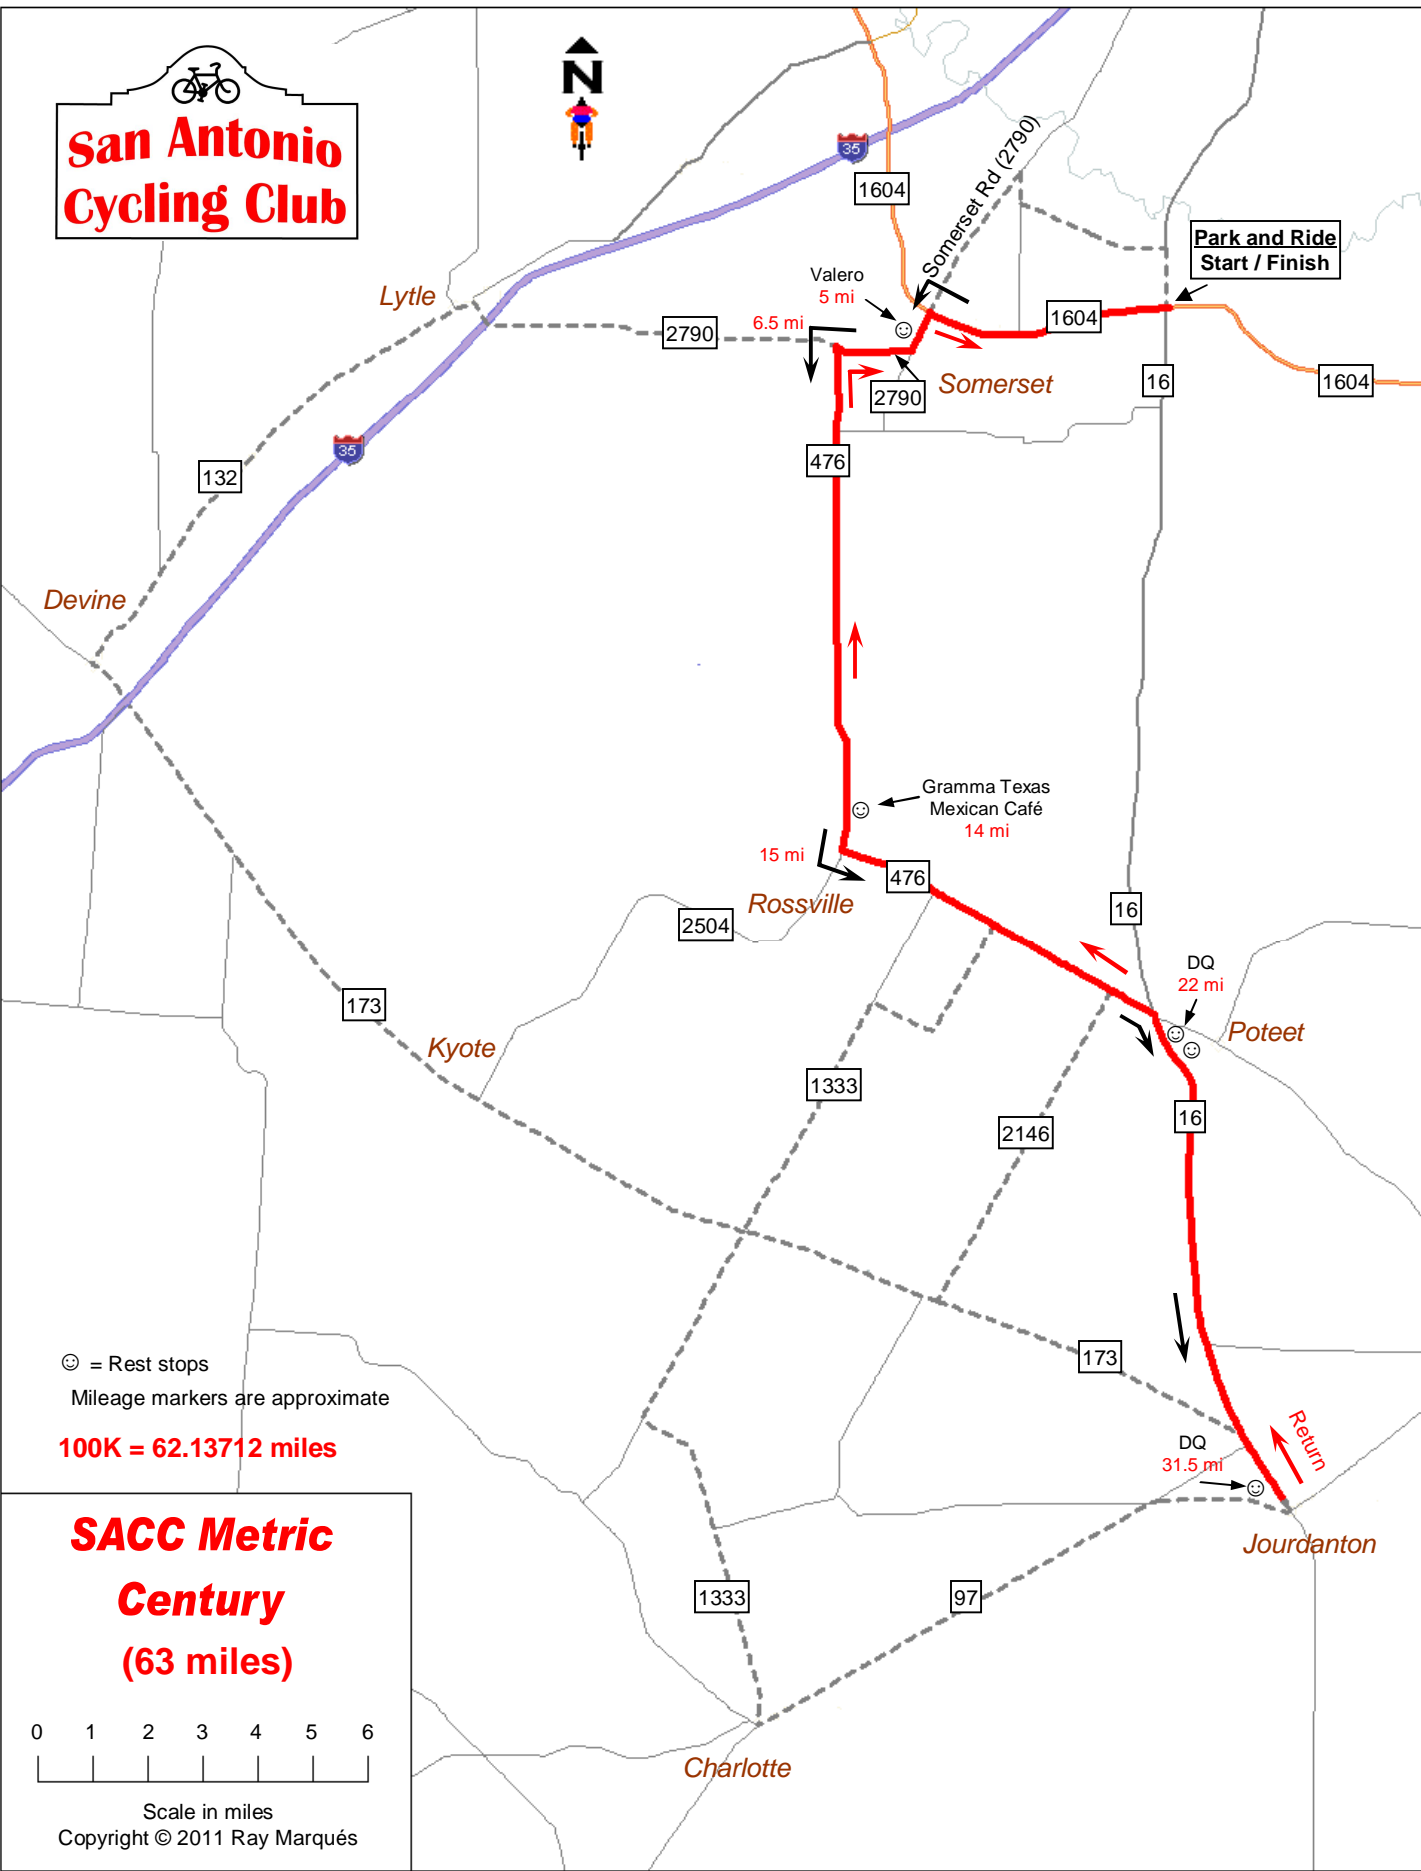 San Antonio
Cycling Club
N
35
1604
Somerset Rd (2790)
Park and Ride
Start / Finish
Lytle
Valero
5 mi
6.5 mi
2790
1604
2790
Somerset
16
1604
35
132
476
Devine
Gramma Texas
Mexican Café
14 mi
15 mi
476
Rossville
2504
16
DQ
22 mi
173
Kyote
Poteet
1333
2146
16
173
☺ = Rest stops
Mileage markers are approximate
100K = 62.13712 miles
Return
DQ
31.5 mi
Jourdanton
SACC Metric
Century
(63 miles)
1333
97
0 1 2 3 4 5 6
Charlotte
Scale in miles
Copyright © 2011 Ray Marqués